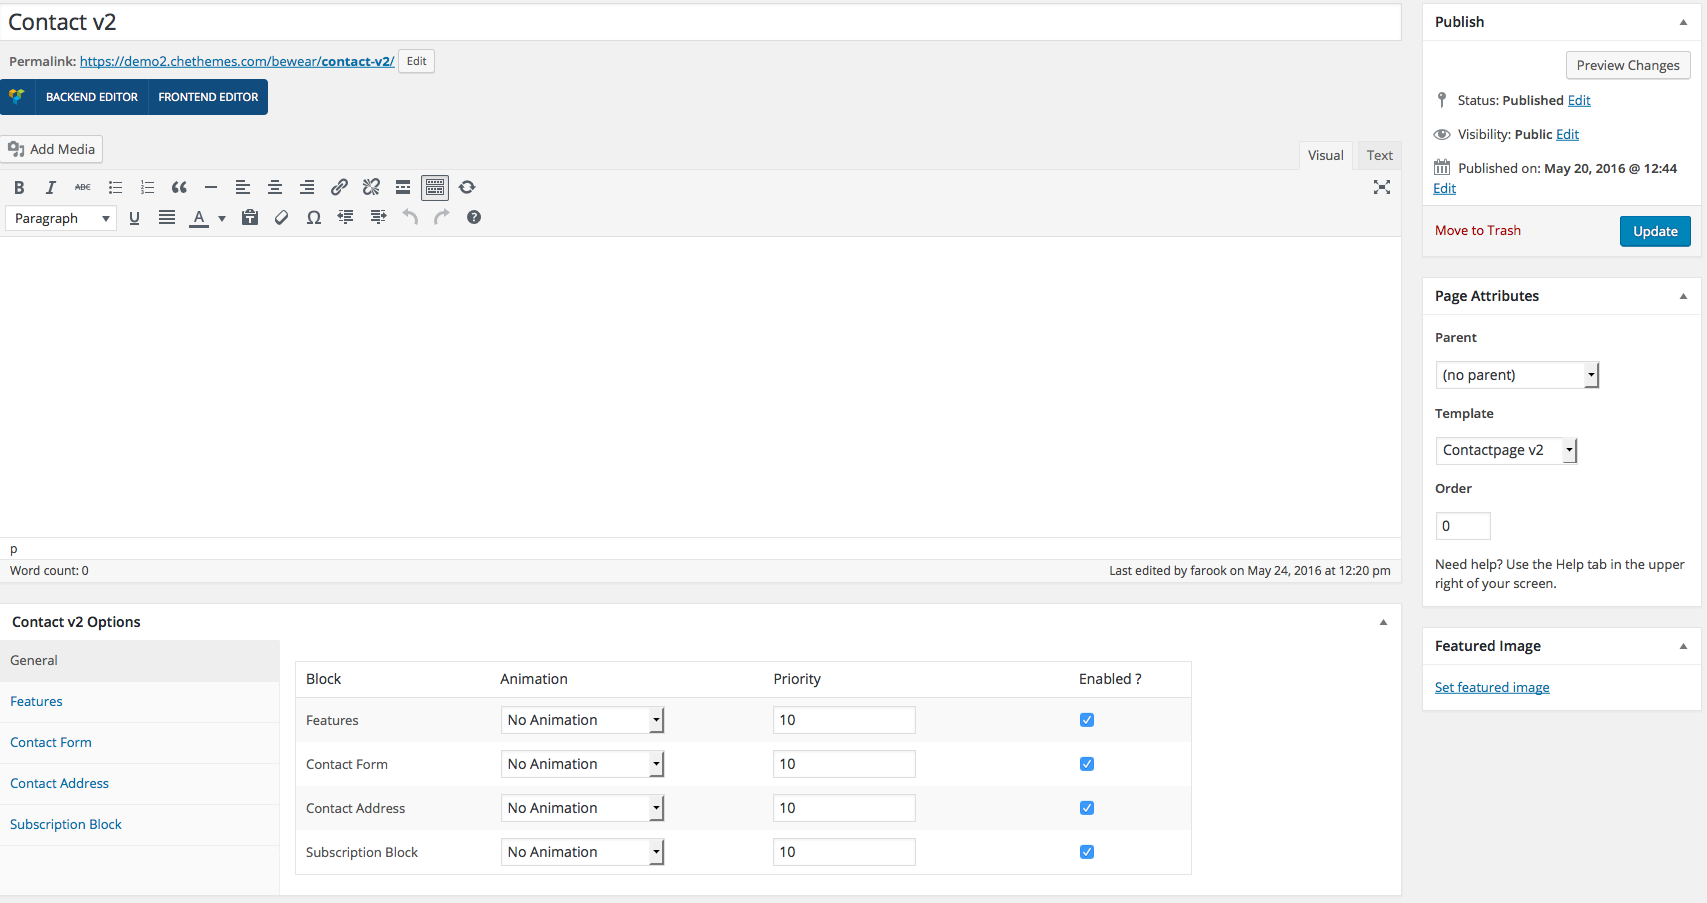 Contact v2
Permalink: https://demo2.chethemes.com/bewear/contact-v2/ Edit
BACKEND EDITOR FRONTEND EDITOR
Add Media
Visual Text
B I ABC
Paragraph U A Ω ?
p
Word count: 0
Last edited by farook on May 24, 2016 at 12:20 pm
Contact v2 Options
General
Features
Contact Form
Contact Address
Subscription Block
Block Animation Priority Enabled ?
Features No Animation 10
Contact Form No Animation 10
Contact Address No Animation 10
Subscription Block No Animation 10
Publish
Preview Changes
Status: Published Edit
Visibility: Public Edit
Published on: May 20, 2016 @ 12:44
Edit
Move to Trash Update
Page Attributes
Parent
(no parent)
Template
Contactpage v2
Order
0
Need help? Use the Help tab in the upper
right of your screen.
Featured Image
Set featured image